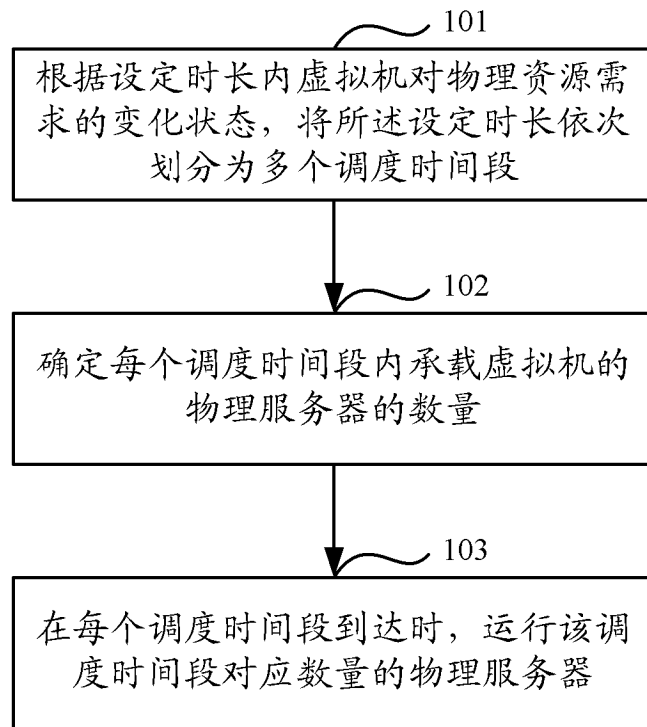 101
根据设定时长内虚拟机对物理资源需
求的变化状态，将所述设定时长依次
划分为多个调度时间段
102
确定每个调度时间段内承载虚拟机的
物理服务器的数量
103
在每个调度时间段到达时，运行该调
度时间段对应数量的物理服务器